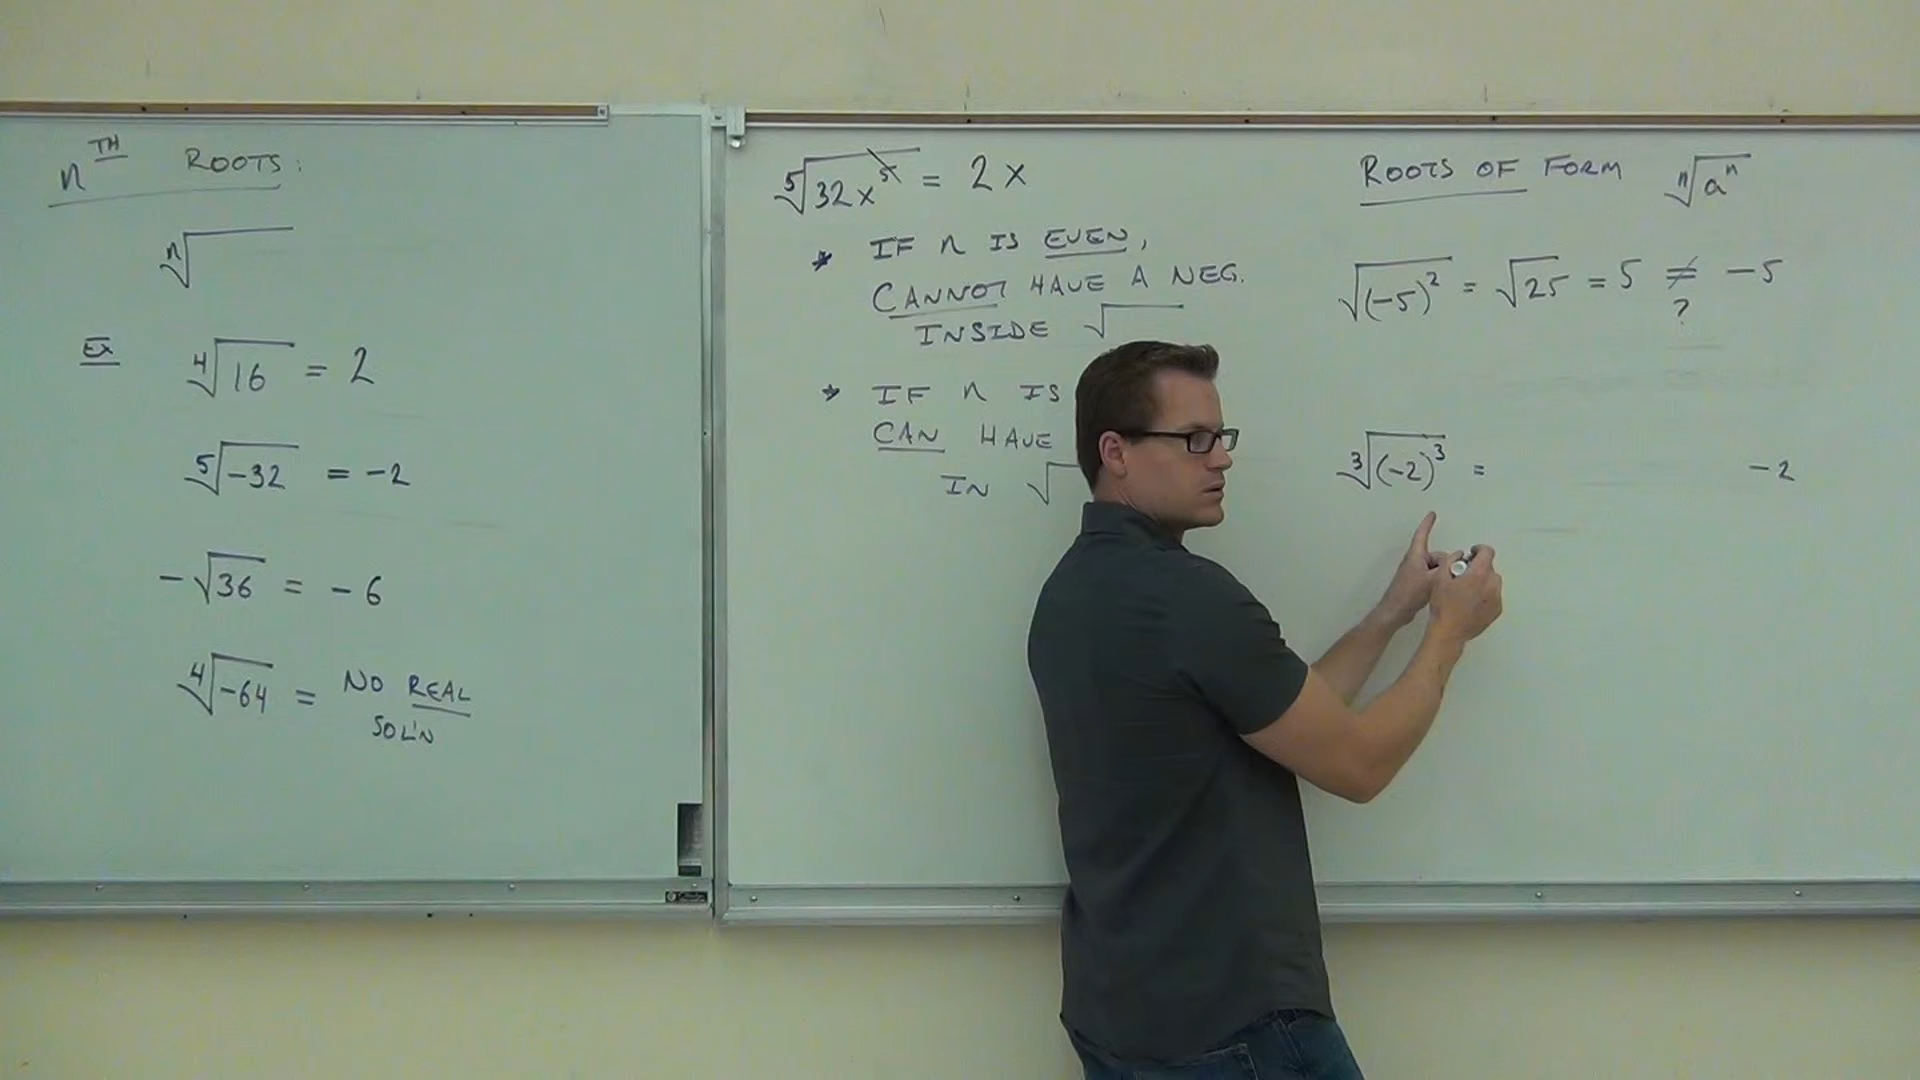 nTH ROOTS:
n√
Ex
4√16 = 2
5√-32 = -2
-√36 = -6
4√-64 = NO REAL
SOL'N
5√32x5 = 2x
* IF n IS EVEN,
CANNOT HAVE A NEG.
INSIDE √
* IF n IS
CAN HAVE
IN √
ROOTS OF FORM n√an
√(-5)2 = √25 = 5 ≠ -5
?
3√(-2)3 = -2